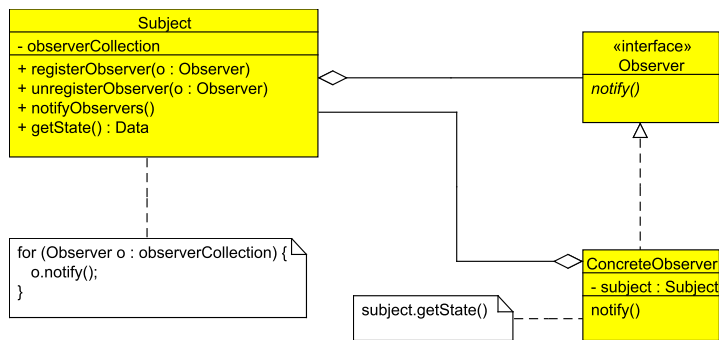 Subject
- observerCollection
+ registerObserver(o : Observer)
+ unregisterObserver(o : Observer)
+ notifyObservers()
+ getState() : Data
«interface»
Observer
notify()
for (Observer o : observerCollection) {
o.notify();
}
ConcreteObserver
- subject : Subject
notify()
subject.getState()